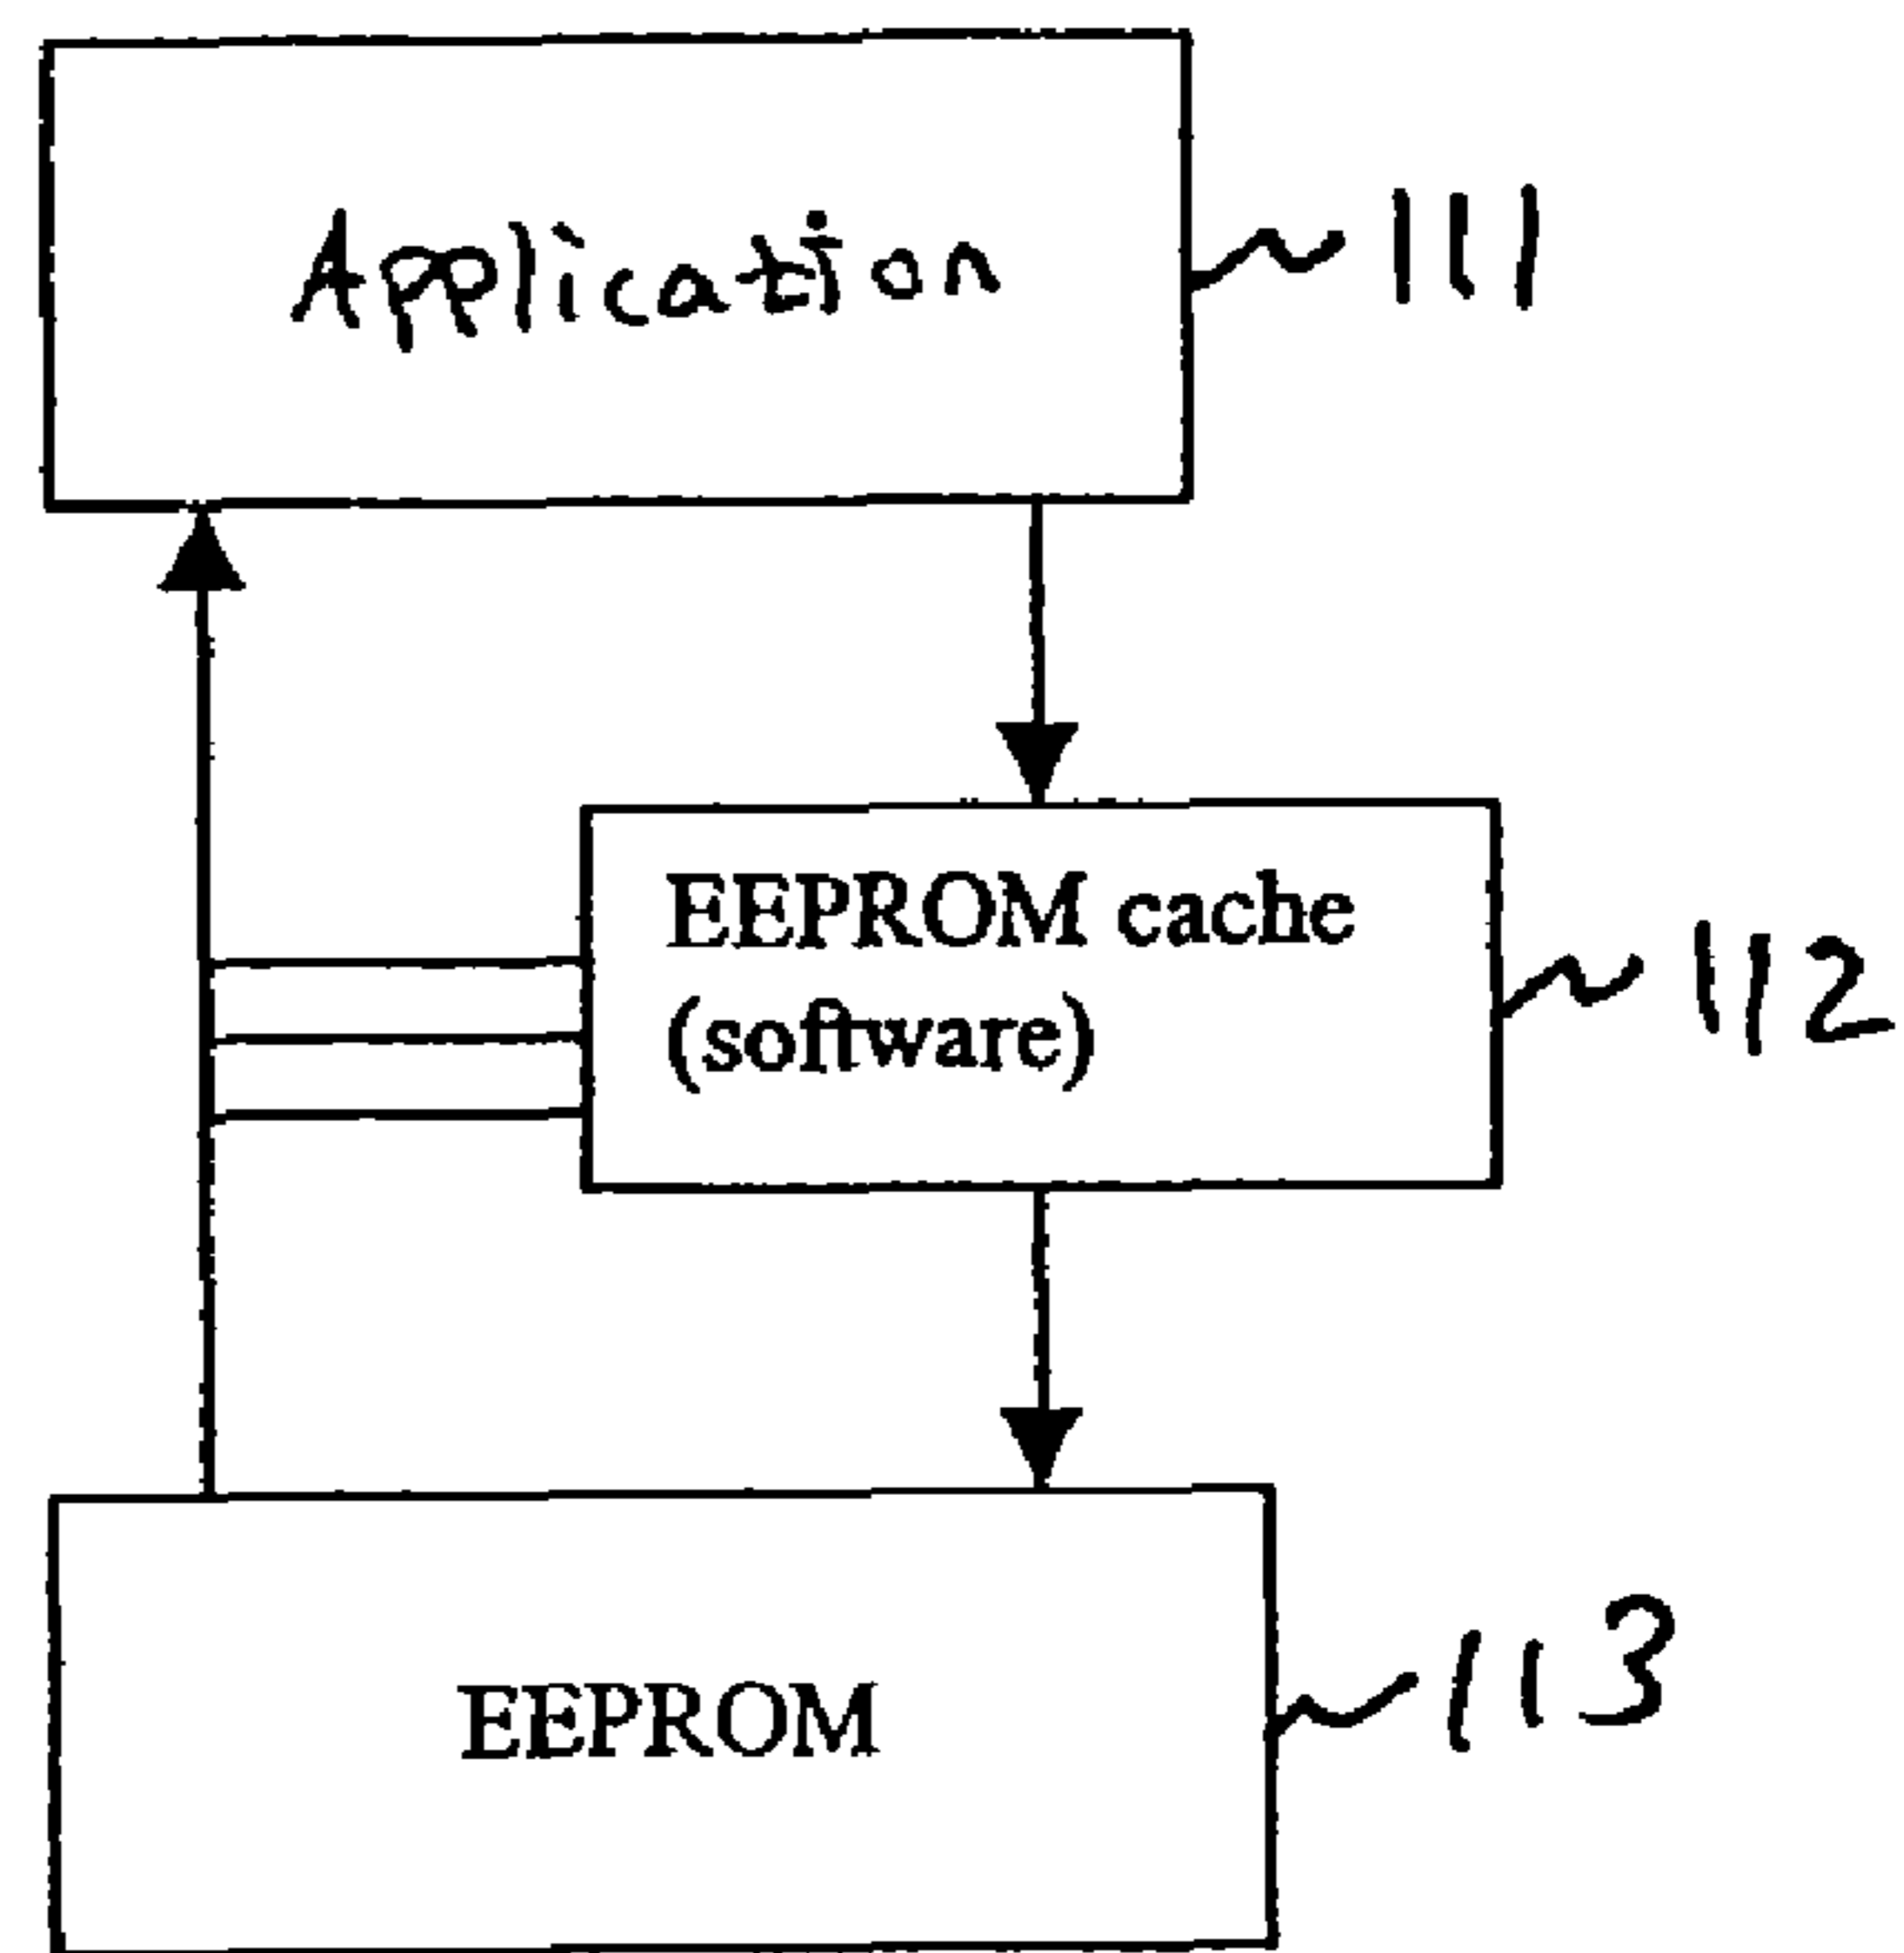 Application
111
EEPROM cache
(software)
112
EEPROM
113